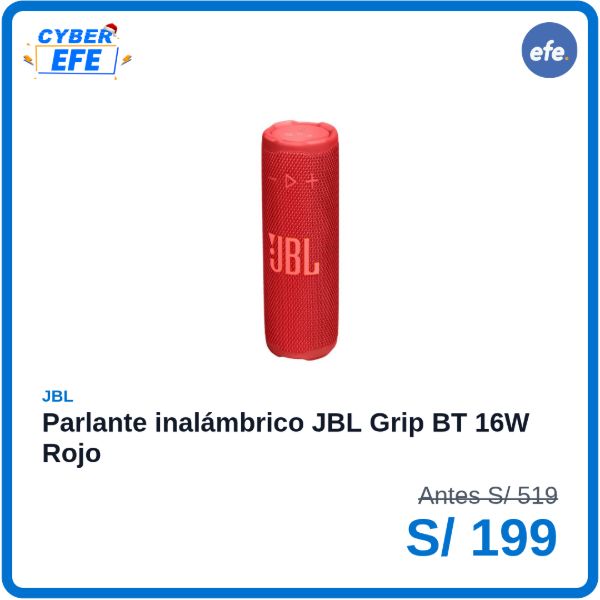 CYBER
EFE
efe.
JBL
JBL
Parlante inalámbrico JBL Grip BT 16W
Rojo
Antes S/ 519
S/ 199